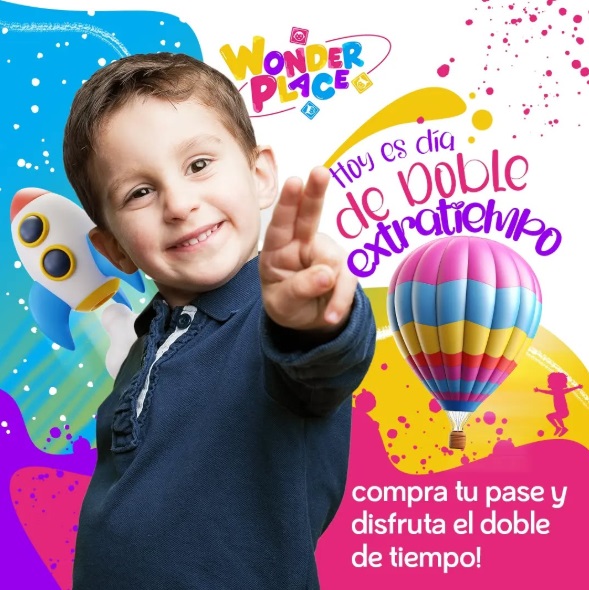 WONDER
PLACE
Hoy es día
de Doble
extratiempo
compra tu pase y
disfruta el doble
de tiempo!